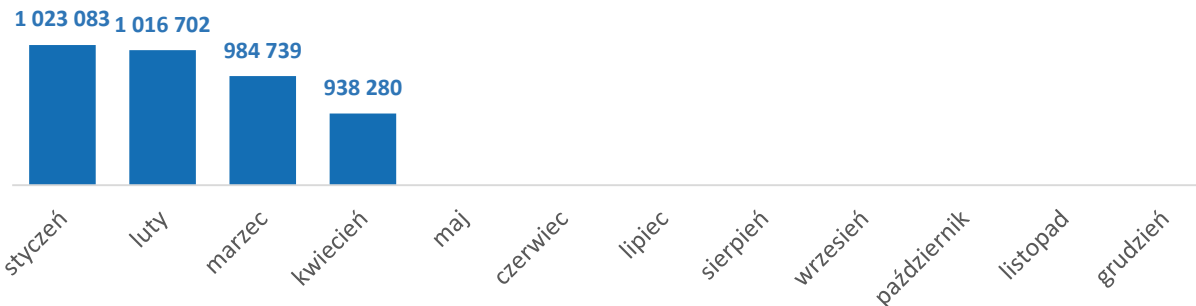 1 023 083
1 016 702
984 739
938 280
styczeń
luty
marzec
kwiecień
maj
czerwiec
lipiec
sierpień
wrzesień
październik
listopad
grudzień